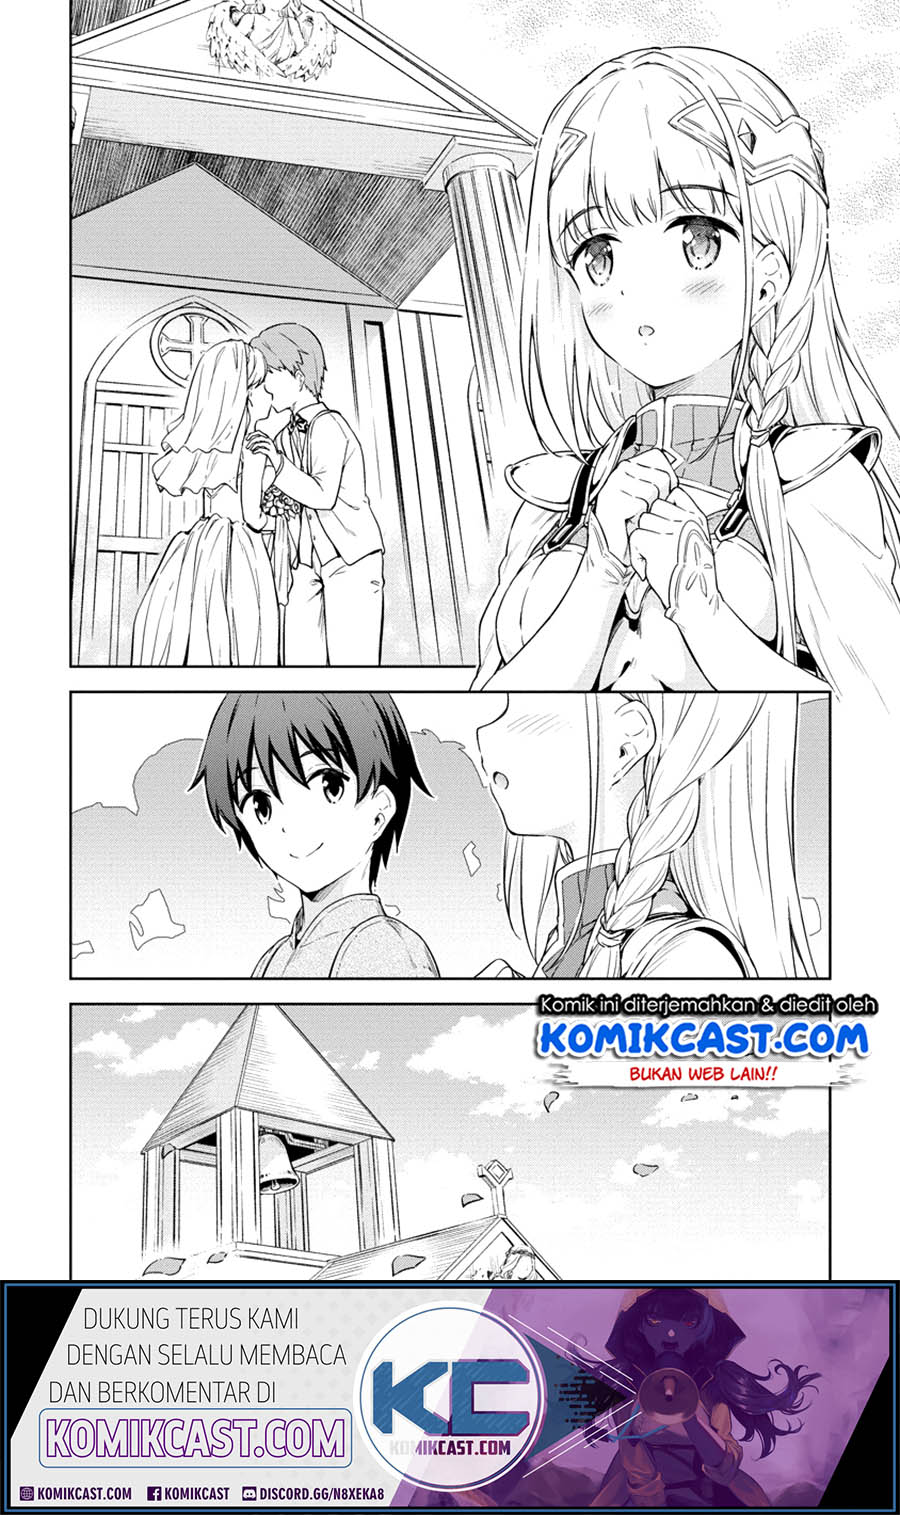 Komik ini diterjemahkan & diedit oleh
KOMIKCAST.COM
BUKAN WEB LAIN!!
DUKUNG TERUS KAMI
DENGAN SELALU MEMBACA
DAN BERKOMENTAR DI
KOMIKCAST.COM
KC
KOMIKCAST.COM
KOMIKCAST.COM
KOMIKCAST
DISCORD.GG/N8XEKA8